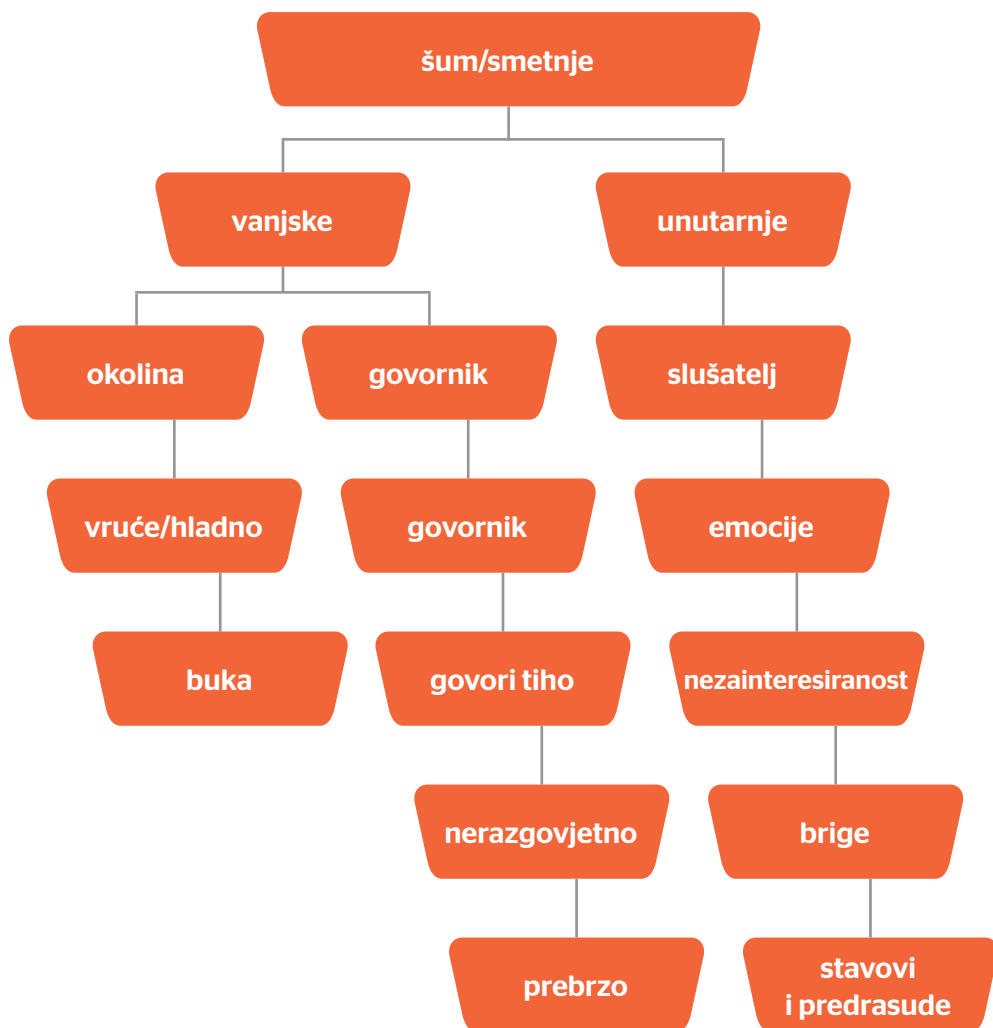 šum/smetnje
vanjske
unutarnje
okolina
govornik
slušatelj
vruće/hladno
govornik
emocije
buka
govori tiho
nezainteresiranost
nerazgovjetno
brige
prebrzo
stavovi
i predrasude